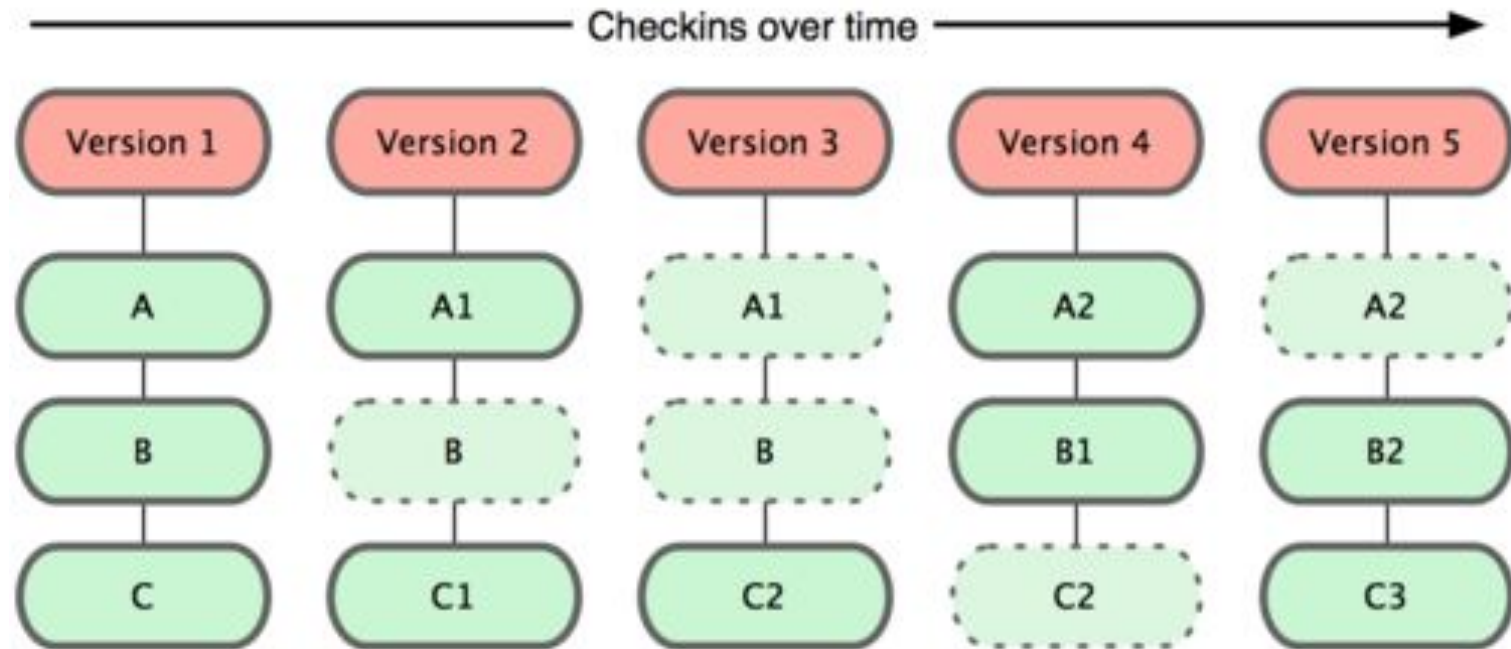 Checkins over time
Version 1 Version 2 Version 3 Version 4 Version 5
A A1 A1 A2 A2
B B B B1 B2
C C1 C2 C2 C3